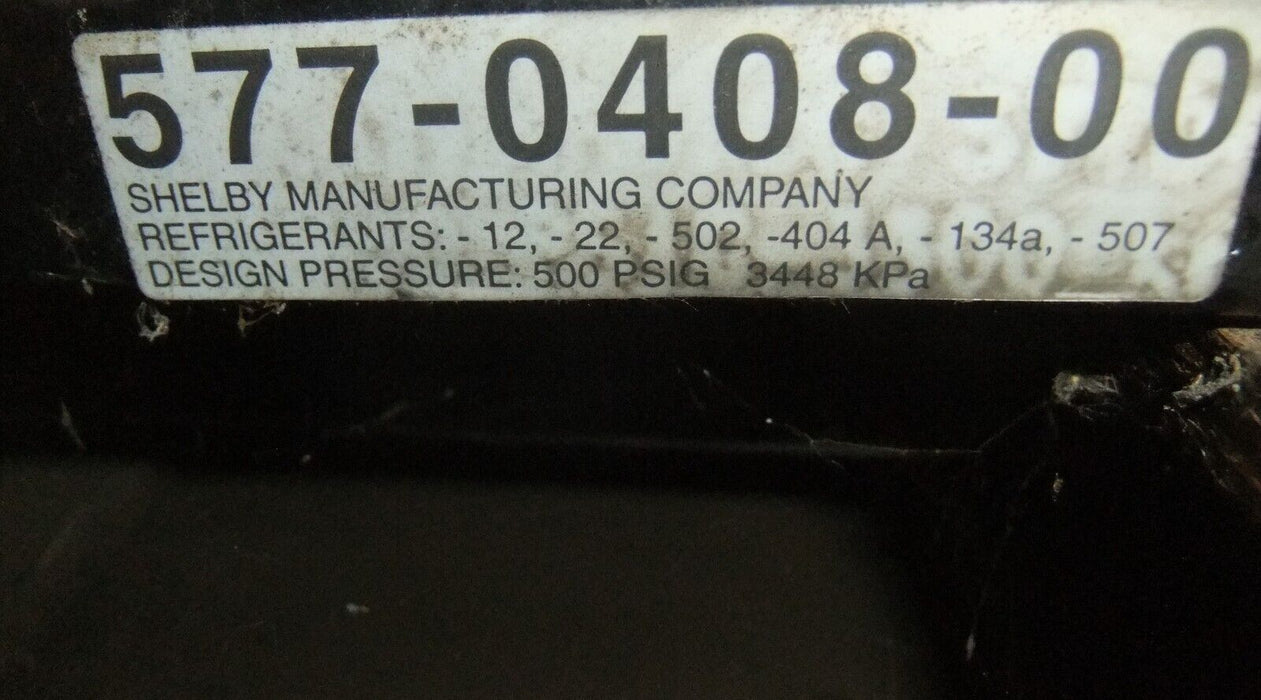 577-0408-00
SHELBY MANUFACTURING COMPANY
REFRIGERANTS: - 12, - 22, - 502, -404 A, - 134a, - 507
DESIGN PRESSURE: 500 PSIG 3448 KPa